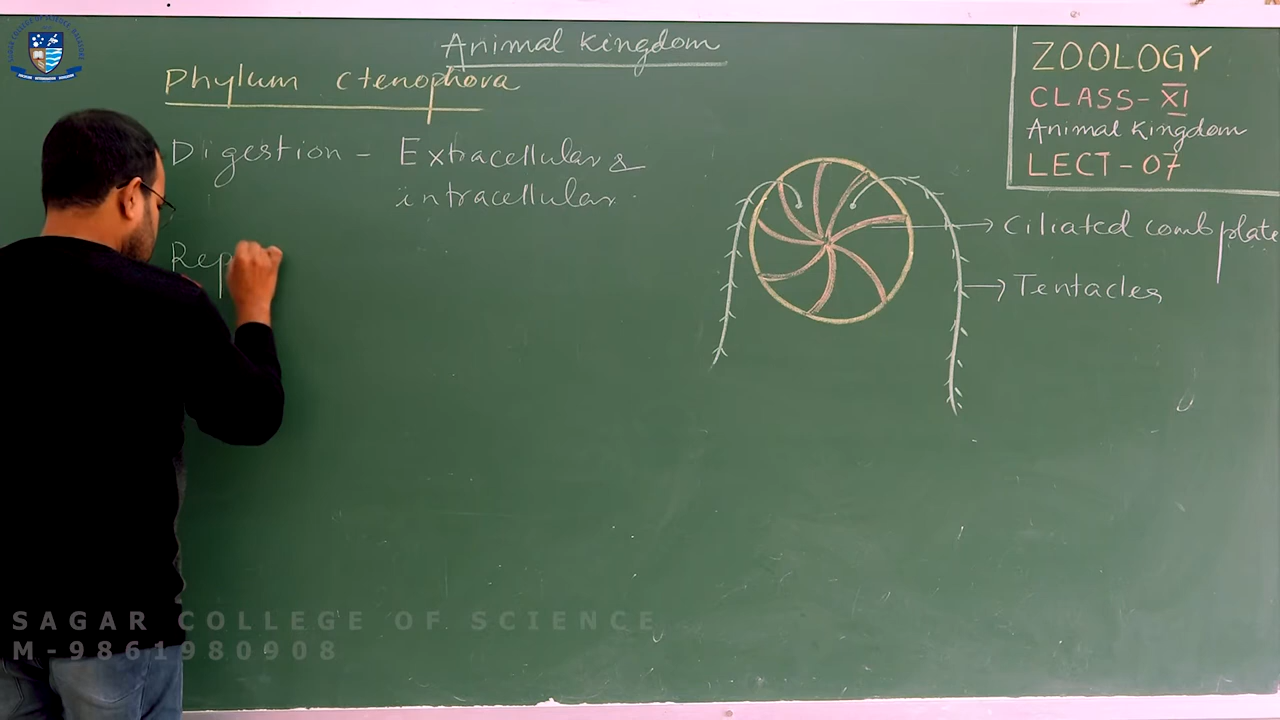 Animal Kingdom
Phylum Ctenophora
Digestion - Extracellular &
intracellular.
Rep
Ciliated comb plate
Tentacles
ZOOLOGY
CLASS- XI
Animal Kingdom
LECT-07
SAGAR COLLEGE OF SCIENCE
M-9861980908